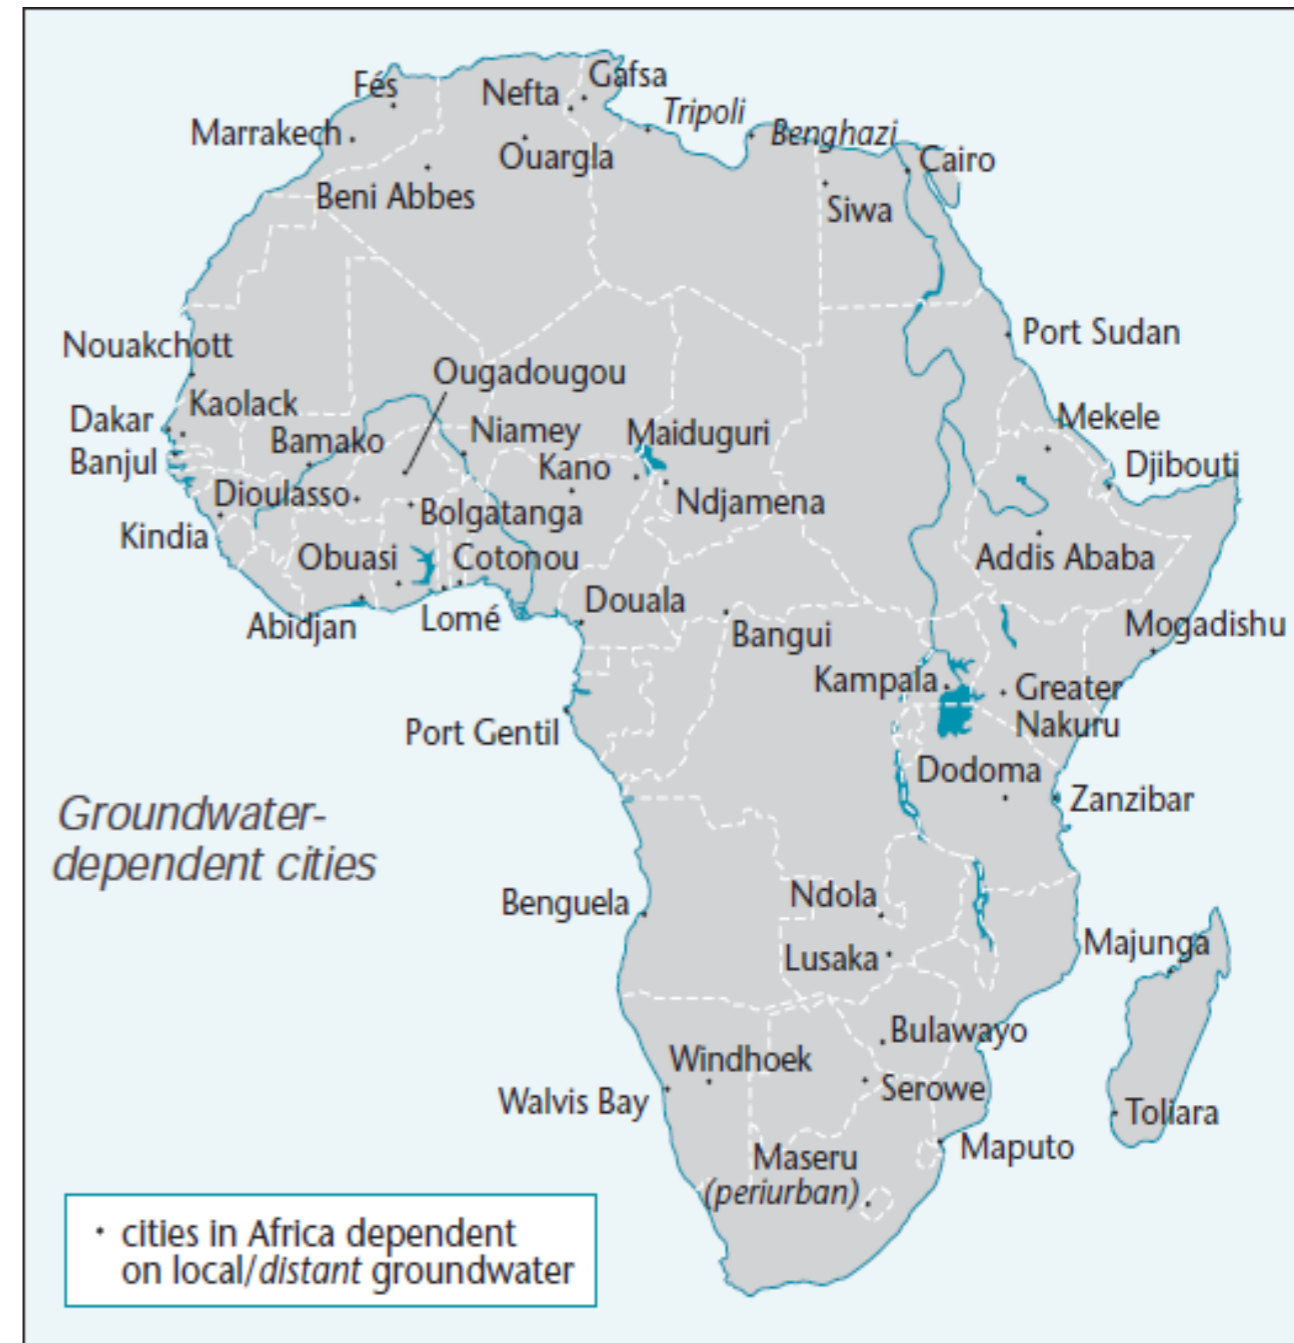 Fés
Gafsa
Nefta
Tripoli
Marrakech
Benghazi
Ouargla
Cairo
Beni Abbes
Siwa
Port Sudan
Nouakchott
Ougadougou
Kaolack
Mekele
Dakar
Bamako
Niamey
Maiduguri
Banjul
Kano
Djibouti
Dioulasso
Ndjamena
Bolgatanga
Kindia
Obuasi
Cotonou
Addis Ababa
Douala
Lomé
Abidjan
Bangui
Mogadishu
Kampala
Greater
Nakuru
Port Gentil
Dodoma
Zanzibar
Groundwater-
dependent cities
Ndola
Benguela
Majunga
Lusaka
Bulawayo
Windhoek
Serowe
Walvis Bay
Toliara
Maputo
Maseru
(periurban)
cities in Africa dependent
on local/distant groundwater